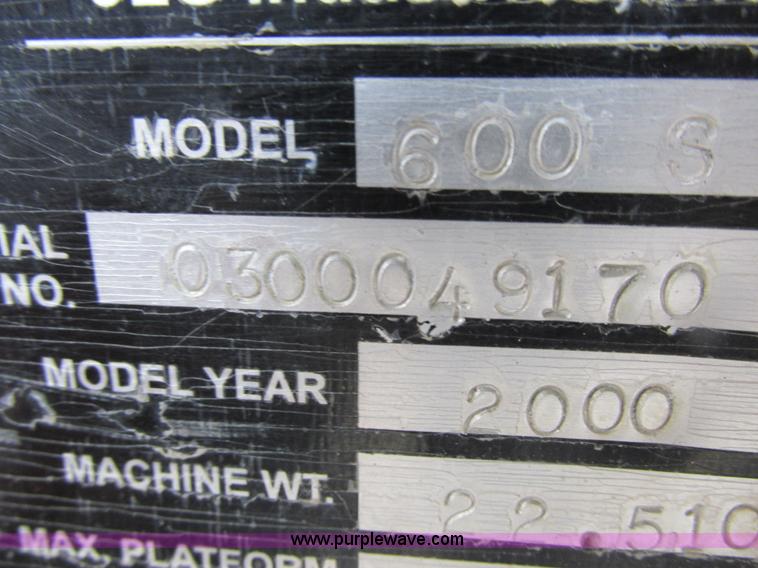 MODEL 600 S
IAL NO. 0300049170
MODEL YEAR 2000
MACHINE WT. 22.510
www.purplewave.com
MAX. PLATFORM